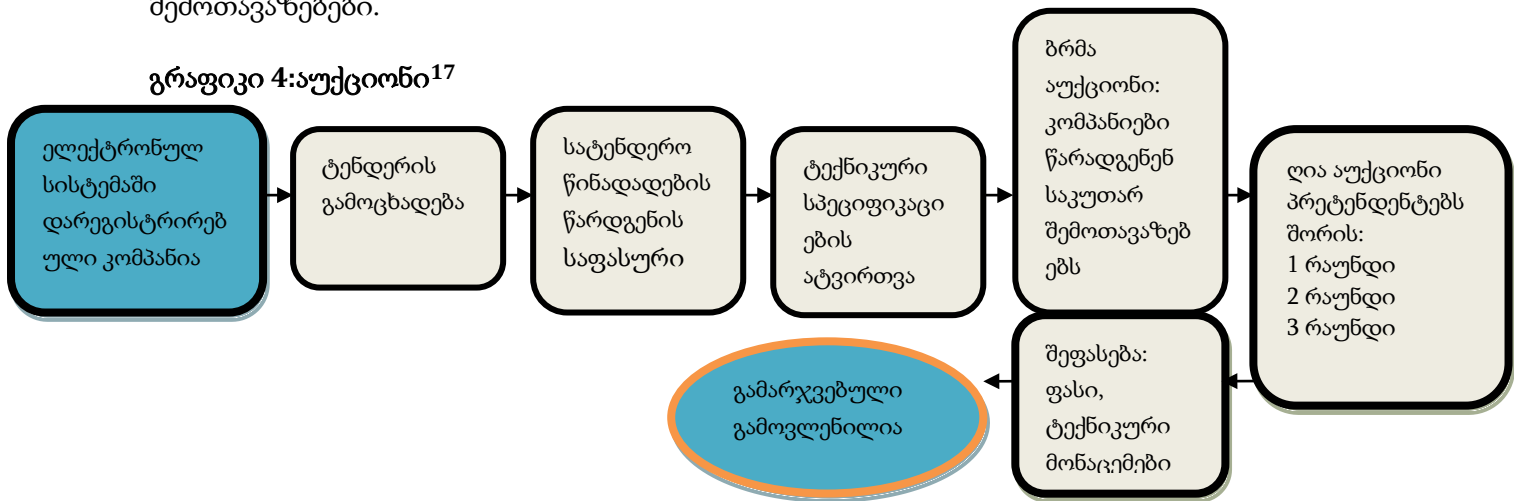 შემოთავაზებები.
გრაფიკი 4:აუქციონი17
ელექტრონულ
სისტემაში
დარეგისტრირებ
ული კომპანია
ტენდერის
გამოცხადება
სატენდერო
წინადადების
წარდგენის
საფასური
ტექნიკური
სპეციფიკაცი
ების
ატვირთვა
ბრმა
აუქციონი:
კომპანიები
წარადგენენ
საკუთარ
შემოთავაზებ
ებს
ღია აუქციონი
პრეტენდენტებს
შორის:
1 რაუნდი
2 რაუნდი
3 რაუნდი
შეფასება:
ფასი,
ტექნიკური
მონაცემები
გამარჯვებული
გამოვლენილია